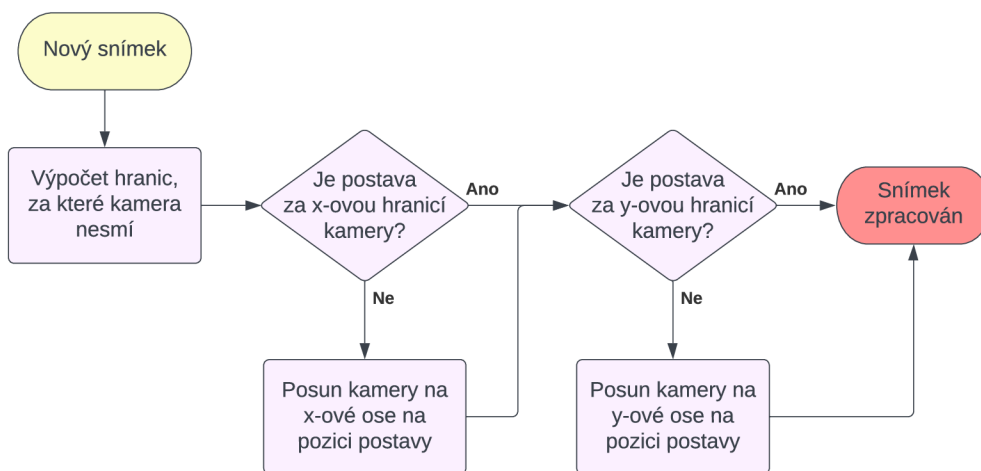 Nový snímek
Výpočet hranic,
za které kamera
nesmí
Je postava
za x-ovou hranicí
kamery?
Ano
Ne
Posun kamery na
x-ové ose na
pozici postavy
Je postava
za y-ovou hranicí
kamery?
Ano
Ne
Posun kamery na
y-ové ose na
pozici postavy
Snímek
zpracován